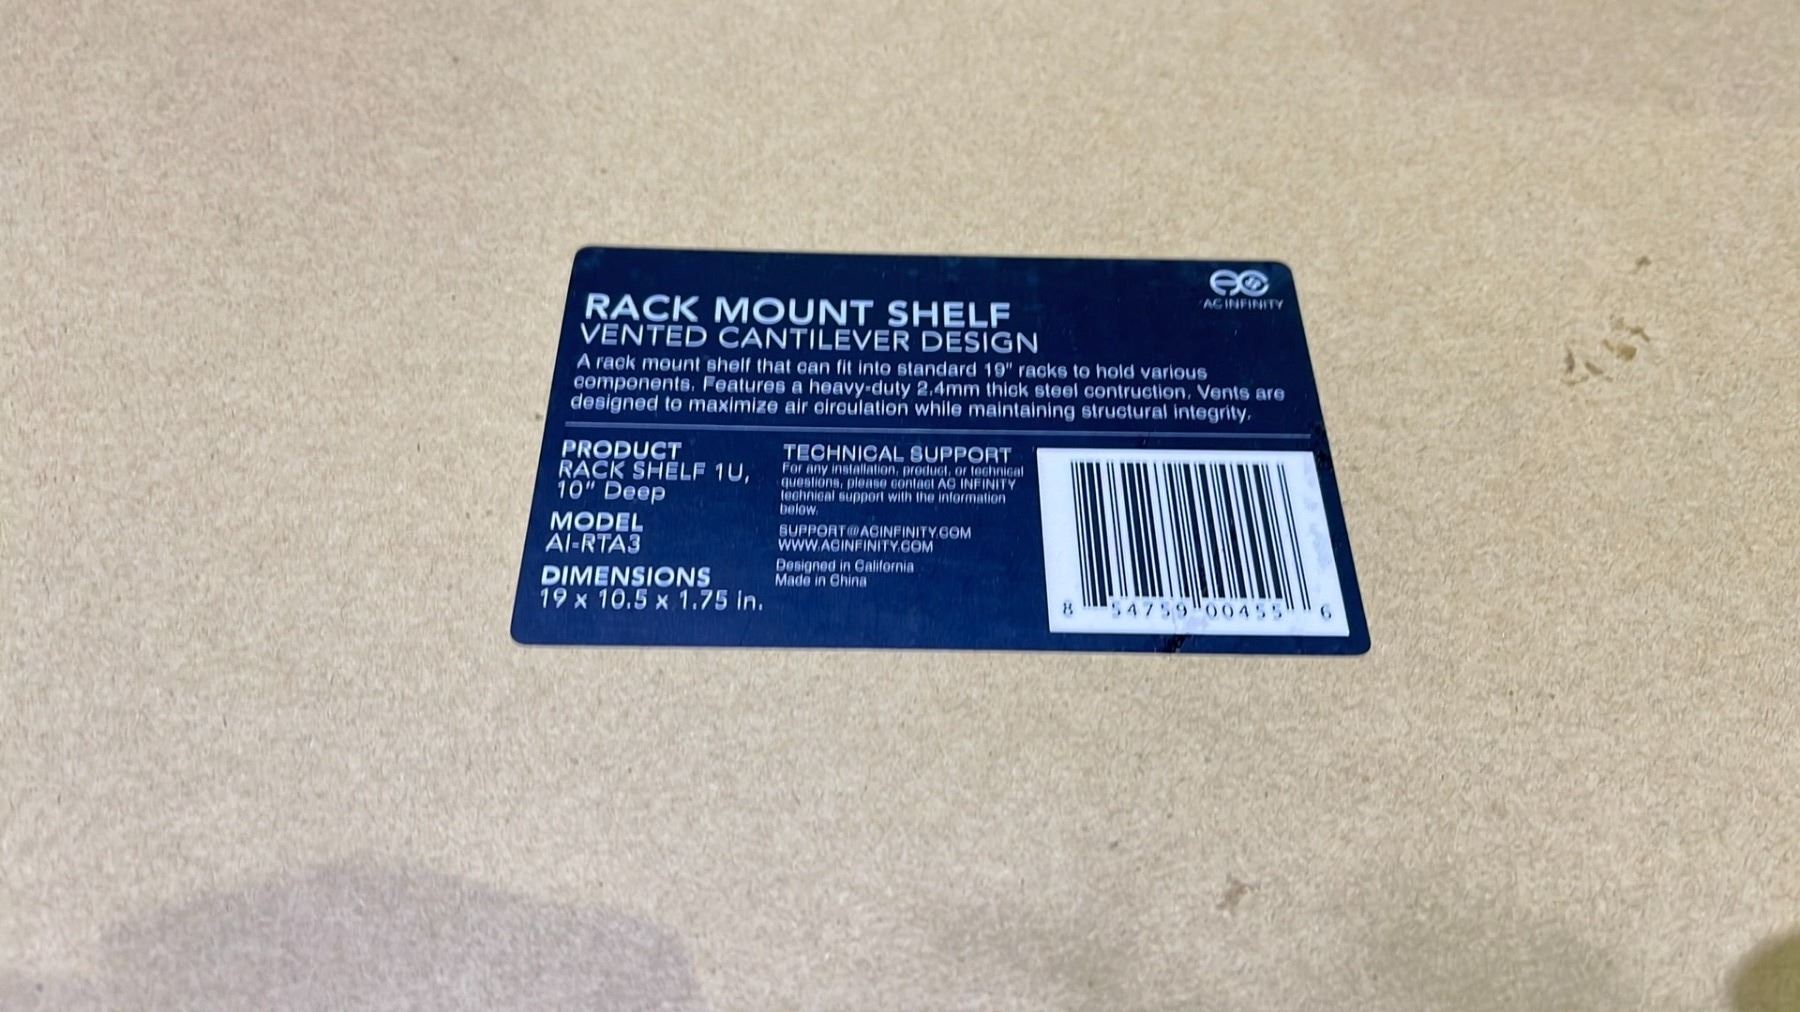 AC INFINITY
RACK MOUNT SHELF
VENTED CANTILEVER DESIGN
A rack mount shelf that can fit into standard 19" racks to hold various
components. Features a heavy-duty 2.4mm thick steel contruction. Vents are
designed to maximize air circulation while maintaining structural integrity.
PRODUCT
RACK SHELF 1U,
10" Deep
MODEL
AI-RTA3
DIMENSIONS
19 x 10.5 x 1.75 in.
TECHNICAL SUPPORT
For any installation, product, or technical
questions, please contact AC INFINITY
technical support with the information
below.
SUPPORT@ACINFINITY.COM
WWW.ACINFINITY.COM
Designed in California
Made in China
8 54759 00455 6